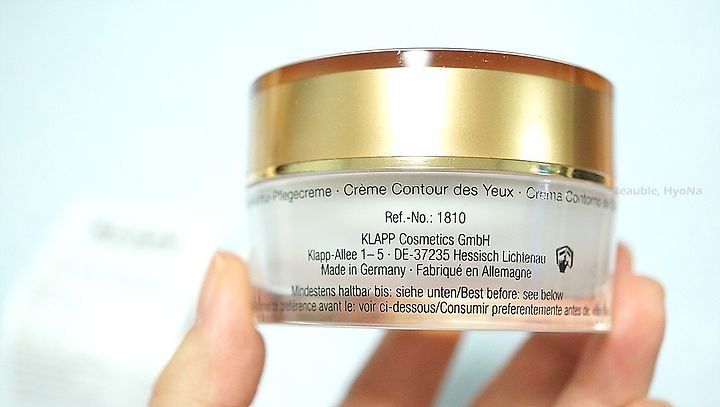 -Pflegecreme · Crème Contour des Yeux · Crema Contorno de
Ref.-No.: 1810
KLAPP Cosmetics GmbH
Klapp-Allee 1–5 · DE-37235 Hessisch Lichtenau
Made in Germany · Fabriqué en Allemagne
Mindestens haltbar bis: siehe unten/Best before: see below
de préférence avant le: voir ci-dessous/Consumir preferentemente antes de
Beauble, HyoNa